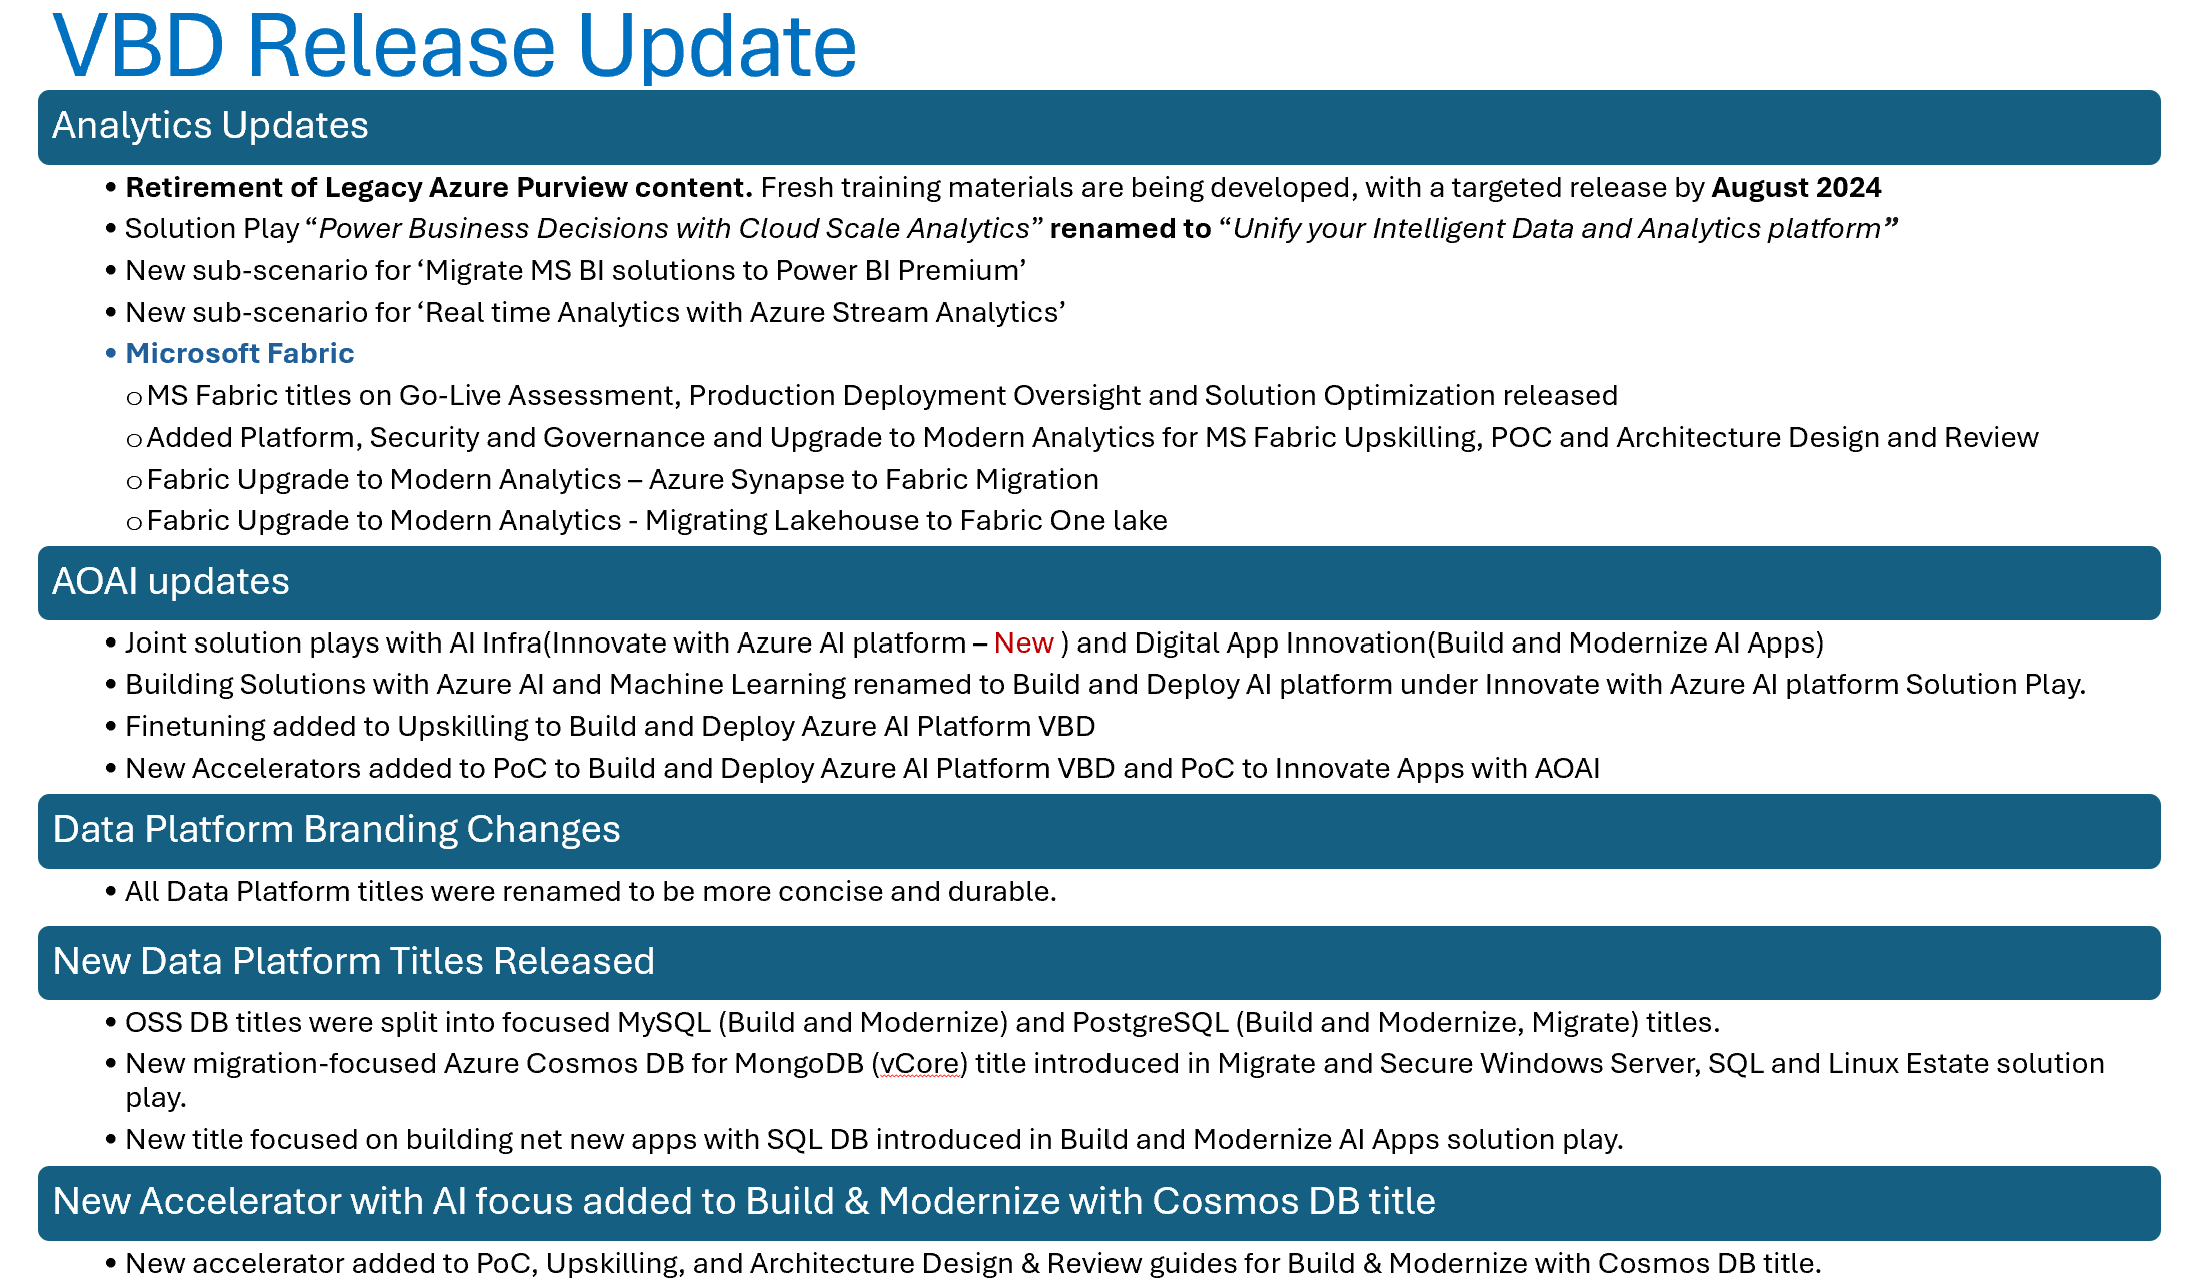 VBD Release Update
Analytics Updates
• Retirement of Legacy Azure Purview content. Fresh training materials are being developed, with a targeted release by August 2024
• Solution Play “Power Business Decisions with Cloud Scale Analytics” renamed to “Unify your Intelligent Data and Analytics platform”
• New sub-scenario for ‘Migrate MS BI solutions to Power BI Premium’
• New sub-scenario for ‘Real time Analytics with Azure Stream Analytics’
• Microsoft Fabric
o MS Fabric titles on Go-Live Assessment, Production Deployment Oversight and Solution Optimization released
o Added Platform, Security and Governance and Upgrade to Modern Analytics for MS Fabric Upskilling, POC and Architecture Design and Review
o Fabric Upgrade to Modern Analytics – Azure Synapse to Fabric Migration
o Fabric Upgrade to Modern Analytics - Migrating Lakehouse to Fabric One lake
AOAI updates
• Joint solution plays with AI Infra(Innovate with Azure AI platform – New ) and Digital App Innovation(Build and Modernize AI Apps)
• Building Solutions with Azure AI and Machine Learning renamed to Build and Deploy AI platform under Innovate with Azure AI platform Solution Play.
• Finetuning added to Upskilling to Build and Deploy Azure AI Platform VBD
• New Accelerators added to PoC to Build and Deploy Azure AI Platform VBD and PoC to Innovate Apps with AOAI
Data Platform Branding Changes
• All Data Platform titles were renamed to be more concise and durable.
New Data Platform Titles Released
• OSS DB titles were split into focused MySQL (Build and Modernize) and PostgreSQL (Build and Modernize, Migrate) titles.
• New migration-focused Azure Cosmos DB for MongoDB (vCore) title introduced in Migrate and Secure Windows Server, SQL and Linux Estate solution
play.
• New title focused on building net new apps with SQL DB introduced in Build and Modernize AI Apps solution play.
New Accelerator with AI focus added to Build & Modernize with Cosmos DB title
• New accelerator added to PoC, Upskilling, and Architecture Design & Review guides for Build & Modernize with Cosmos DB title.